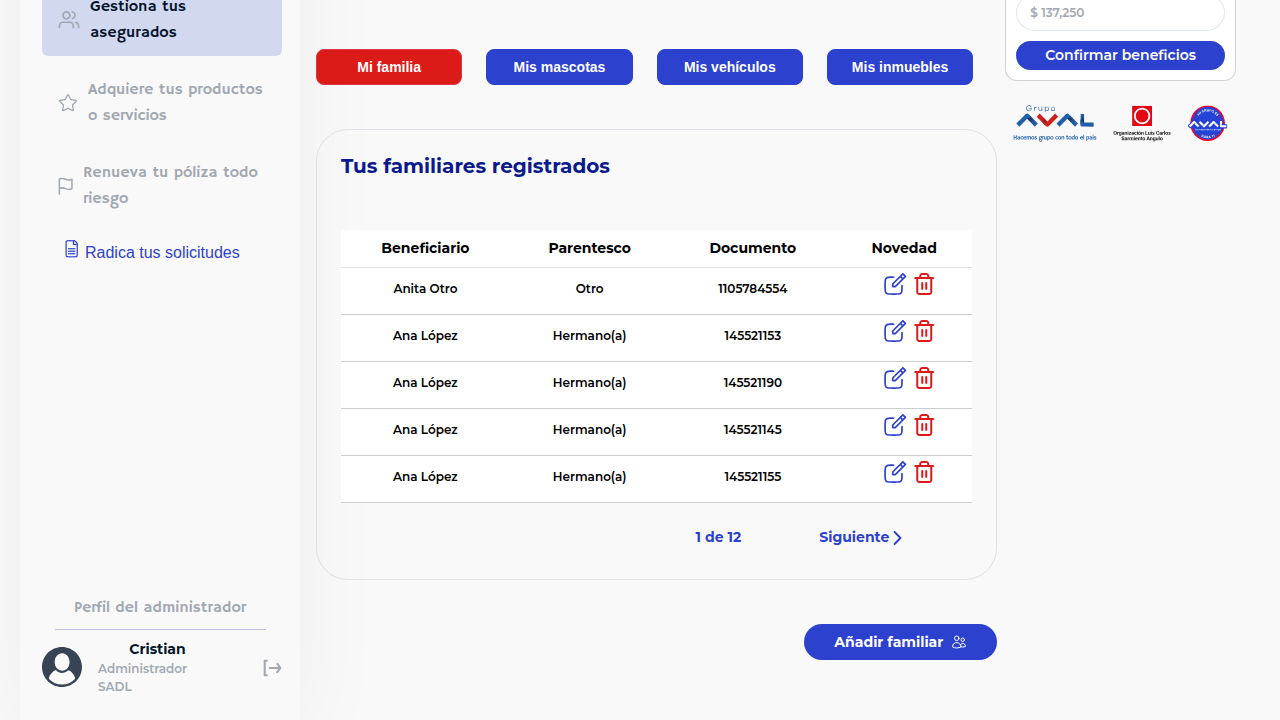 Gestiona tus
asegurados
Adquiere tus productos
o servicios
Renueva tu póliza todo
riesgo
Radica tus solicitudes
Perfil del administrador
Cristian
Administrador
SADL
Mi familia Mis mascotas Mis vehículos Mis inmuebles
Tus familiares registrados
Beneficiario Parentesco Documento Novedad
Anita Otro Otro 1105784554
Ana López Hermano(a) 145521153
Ana López Hermano(a) 145521190
Ana López Hermano(a) 145521145
Ana López Hermano(a) 145521155
1 de 12 Siguiente
Añadir familiar
$ 137,250
Confirmar beneficios
Grupo
AVAL
Hacemos grupo con todo el país
Organización Luis Carlos
Sarmiento Angulo
AVAL